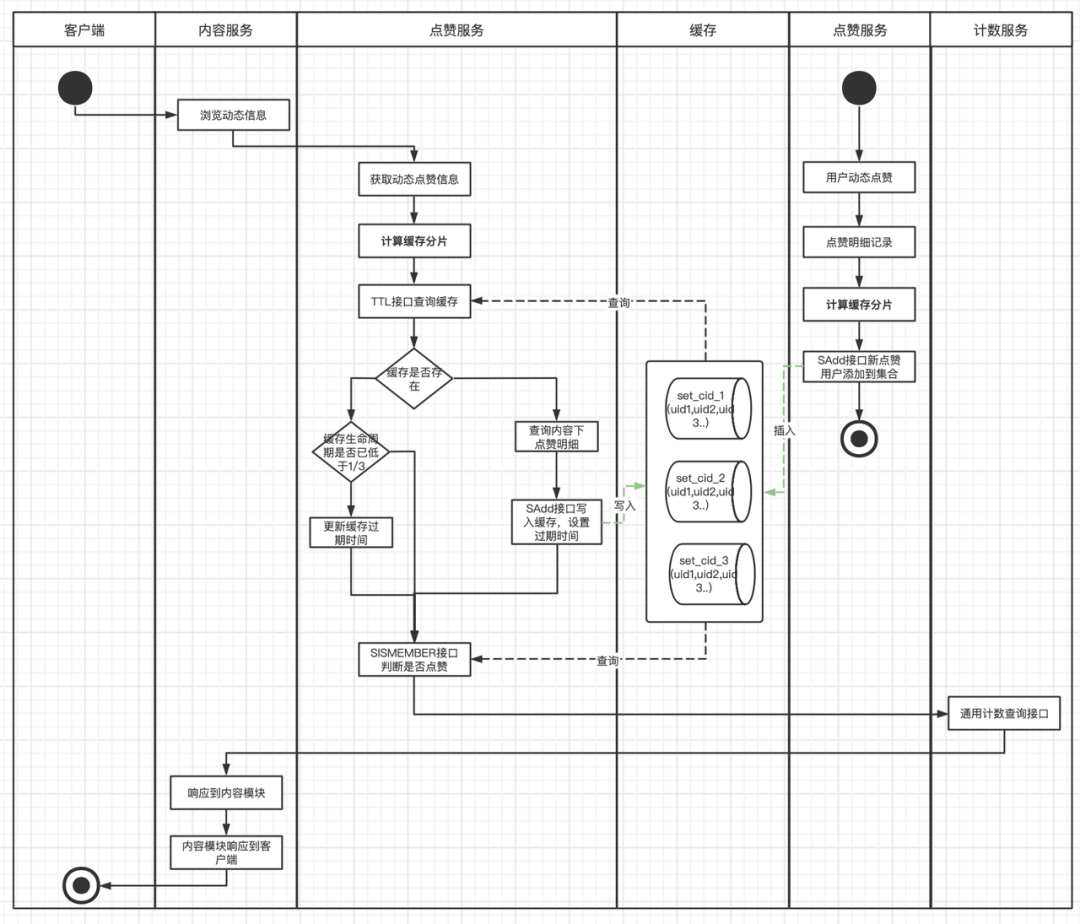 客户端
内容服务
点赞服务
缓存
点赞服务
计数服务
浏览动态信息
获取动态点赞信息
计算缓存分片
TTL接口查询缓存
查询
缓存是否存
在
缓存生命周
期是否已低
于1/3
更新缓存过
期时间
查询内容下
点赞明细
SAdd接口写
入缓存，设置
过期时间
写入
set_cid_1
(uid1,uid2,uid
3..)
set_cid_2
(uid1,uid2,uid
3..)
set_cid_3
(uid1,uid2,uid
3..)
插入
用户动态点赞
点赞明细记录
计算缓存分片
SAdd接口新点赞
用户添加到集合
SISMEMBER接口
判断是否点赞
查询
通用计数查询接口
响应到内容模块
内容模块响应到客
户端